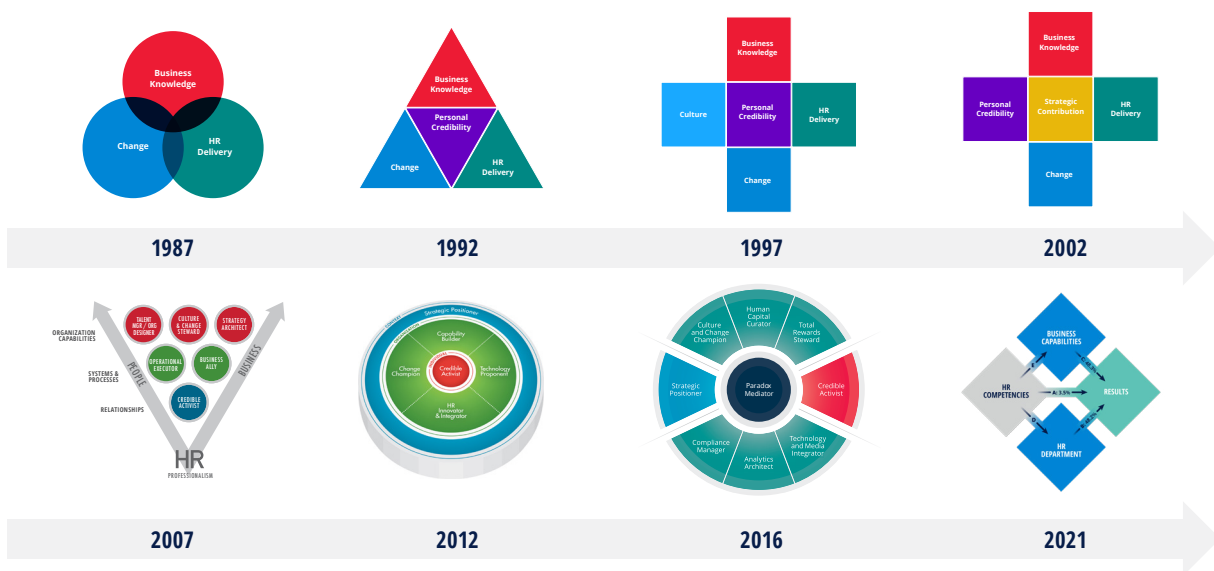 Business
Knowledge
Change
HR
Delivery
Business
Knowledge
Personal
Credibility
Change
HR
Delivery
Business
Knowledge
Culture
Personal
Credibility
HR
Delivery
Change
Business
Knowledge
Personal
Credibility
Strategic
Contribution
HR
Delivery
Change
1987
1992
1997
2002
ORGANIZATION
CAPABILITIES
SYSTEMS &
PROCESSES
RELATIONSHIPS
PEOPLE
BUSINESS
TALENT
MGR / ORG
DESIGNER
CULTURE
& CHANGE
STEWARD
STRATEGY
ARCHITECT
OPERATIONAL
EXECUTOR
BUSINESS
ALLY
CREDIBLE
ACTIVIST
HR
PROFESSIONALISM
Strategic Positioner
Capability
Builder
Change
Champion
Credible
Activist
Technology
Proponent
HR
Innovator
& Integrator
Culture
and Change
Champion
Human
Capital
Curator
Total
Rewards
Steward
Strategic
Positioner
Paradox
Mediator
Credible
Activist
Compliance
Manager
Analytics
Architect
Technology
and Media
Integrator
BUSINESS
CAPABILITIES
HR
COMPETENCIES
A: 3.5%
RESULTS
HR
DEPARTMENT
2007
2012
2016
2021